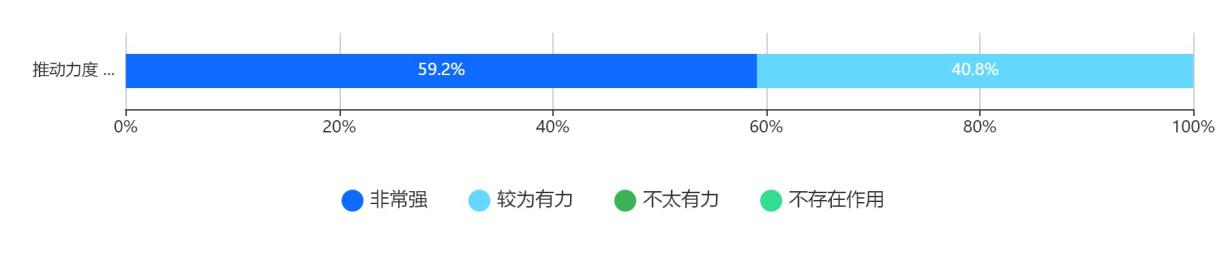 推动力度 ...
59.2%
40.8%
0%
20%
40%
60%
80%
100%
非常强
较为有力
不太有力
不存在作用